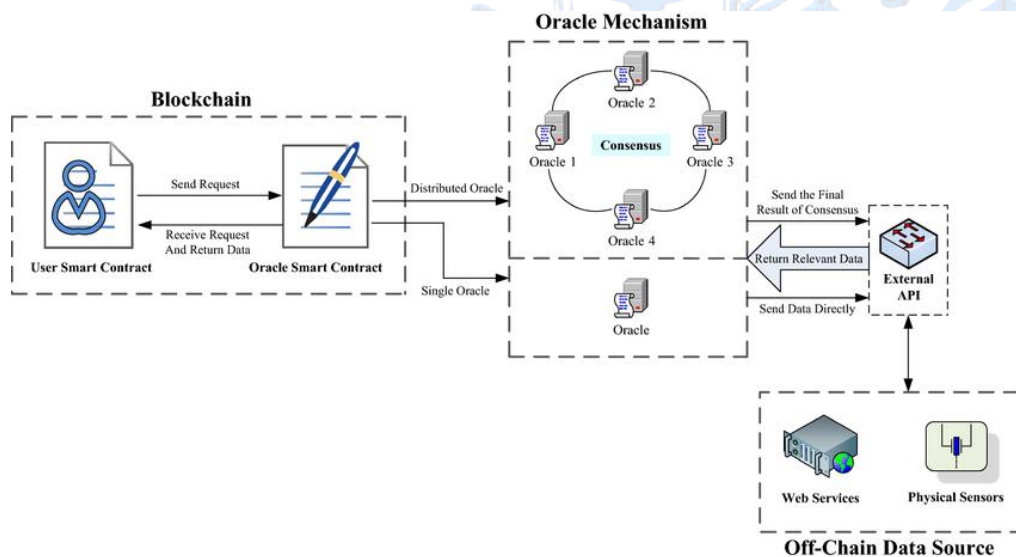 Oracle Mechanism
Blockchain
Oracle 2
Oracle 1
Consensus
Oracle 3
Oracle 4
Send Request
Receive Request
And Return Data
User Smart Contract
Oracle Smart Contract
Distributed Oracle
Single Oracle
Oracle
Send the Final
Result of Consensus
Return Relevant Data
Send Data Directly
External
API
Web Services
Physical Sensors
Off-Chain Data Source